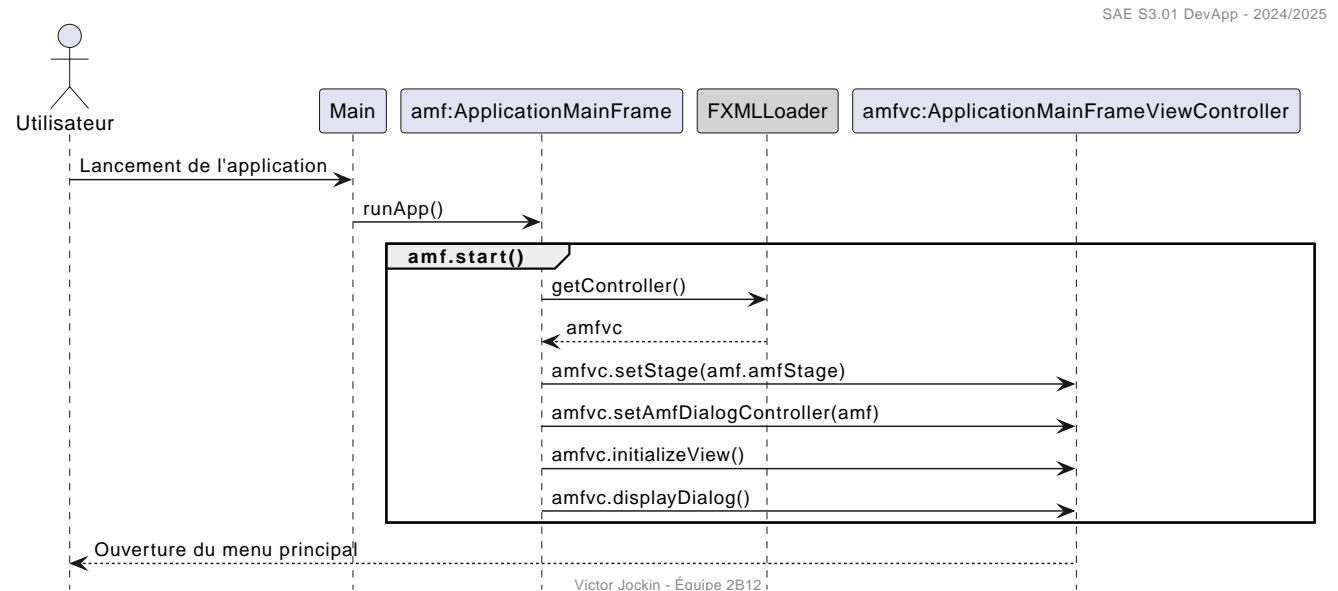 SAE S3.01 DevApp - 2024/2025
Utilisateur
Main
amf:ApplicationMainFrame
FXMLLoader
amfvc:ApplicationMainFrameViewController
Lancement de l'application
runApp()
amf.start()
getController()
amfvc
amfvc.setStage(amf.amfStage)
amfvc.setAmfDialogController(amf)
amfvc.initializeView()
amfvc.displayDialog()
Ouverture du menu principal
Victor Jockin - Équipe 2B12